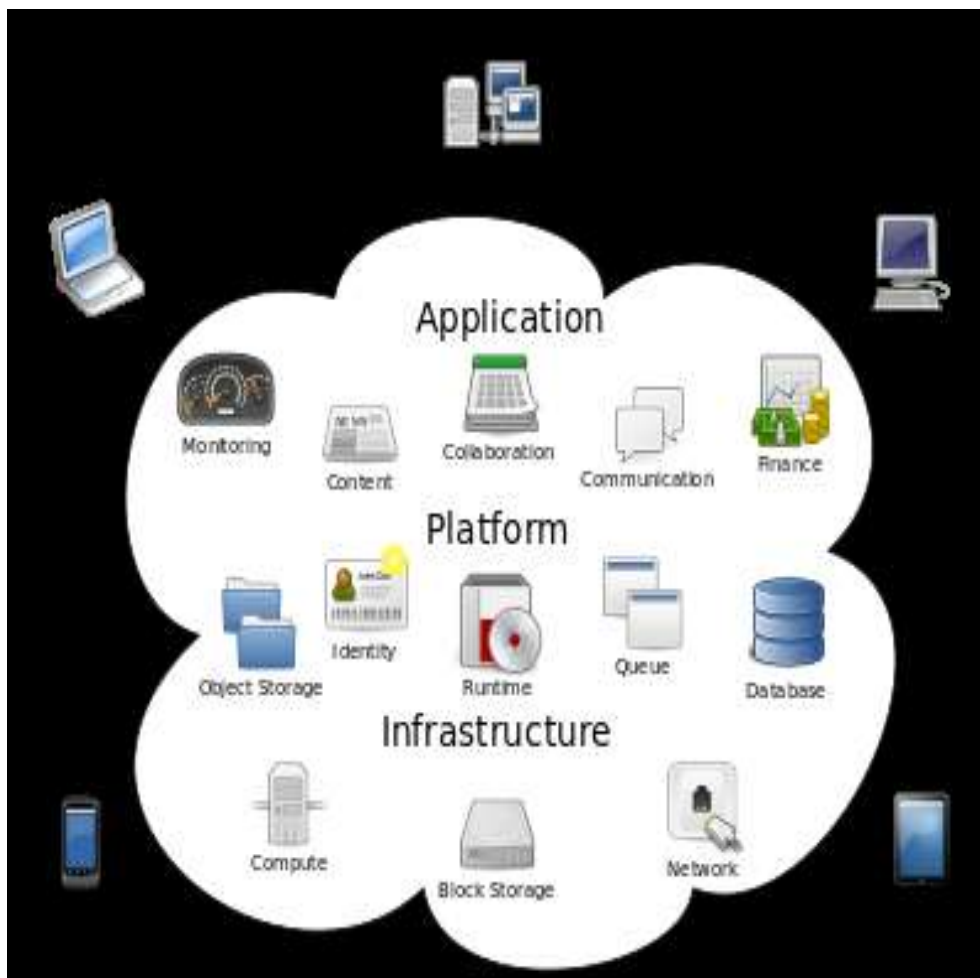 Application
Monitoring
Content
Collaboration
Communication
Finance
Platform
Object Storage
Identity
Runtime
Queue
Database
Infrastructure
Compute
Block Storage
Network